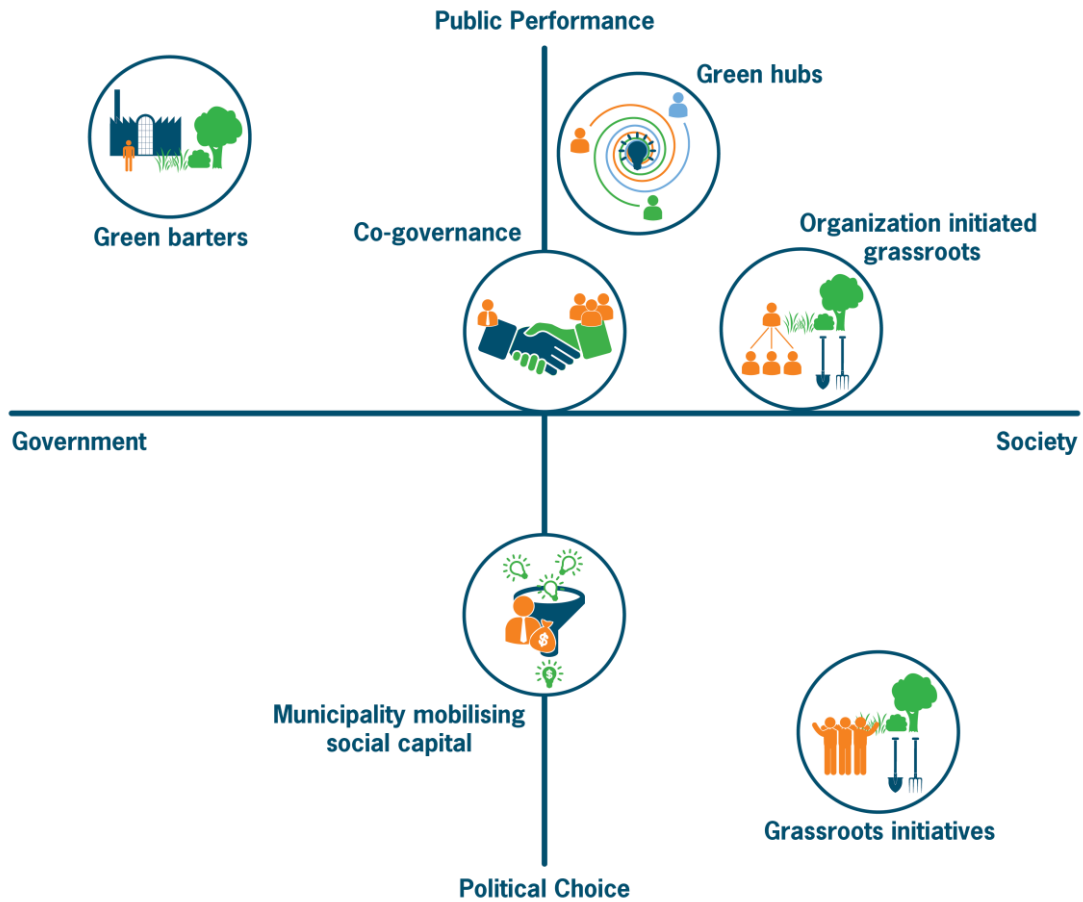 Public Performance
Green hubs
Green barters
Co-governance
Organization initiated
grassroots
Government
Society
$
$
Municipality mobilising
social capital
Grassroots initiatives
Political Choice